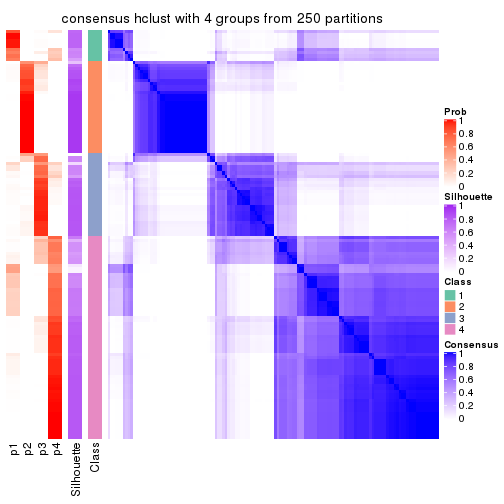 consensus hclust with 4 groups from 250 partitions
Prob
1
0.8
0.6
0.4
0.2
0
Silhouette
1
0.8
0.6
0.4
0.2
0
Class
1
2
3
4
Consensus
1
0.8
0.6
0.4
0.2
0
p1
p2
p3
p4
Silhouette
Class